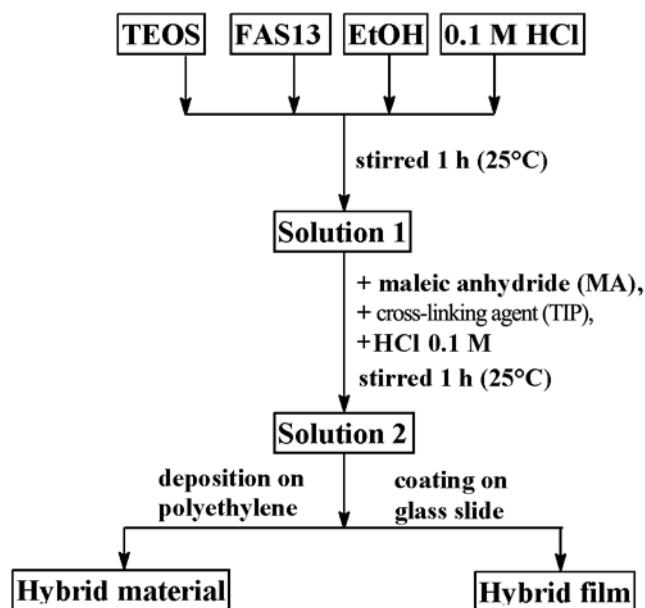 TEOS FAS13 EtOH 0.1 M HCl
stirred 1 h (25°C)
Solution 1
+ maleic anhydride (MA),
+ cross-linking agent (TIP),
+HCl 0.1 M
stirred 1 h (25°C)
Solution 2
deposition on
polyethylene
coating on
glass slide
Hybrid material
Hybrid film